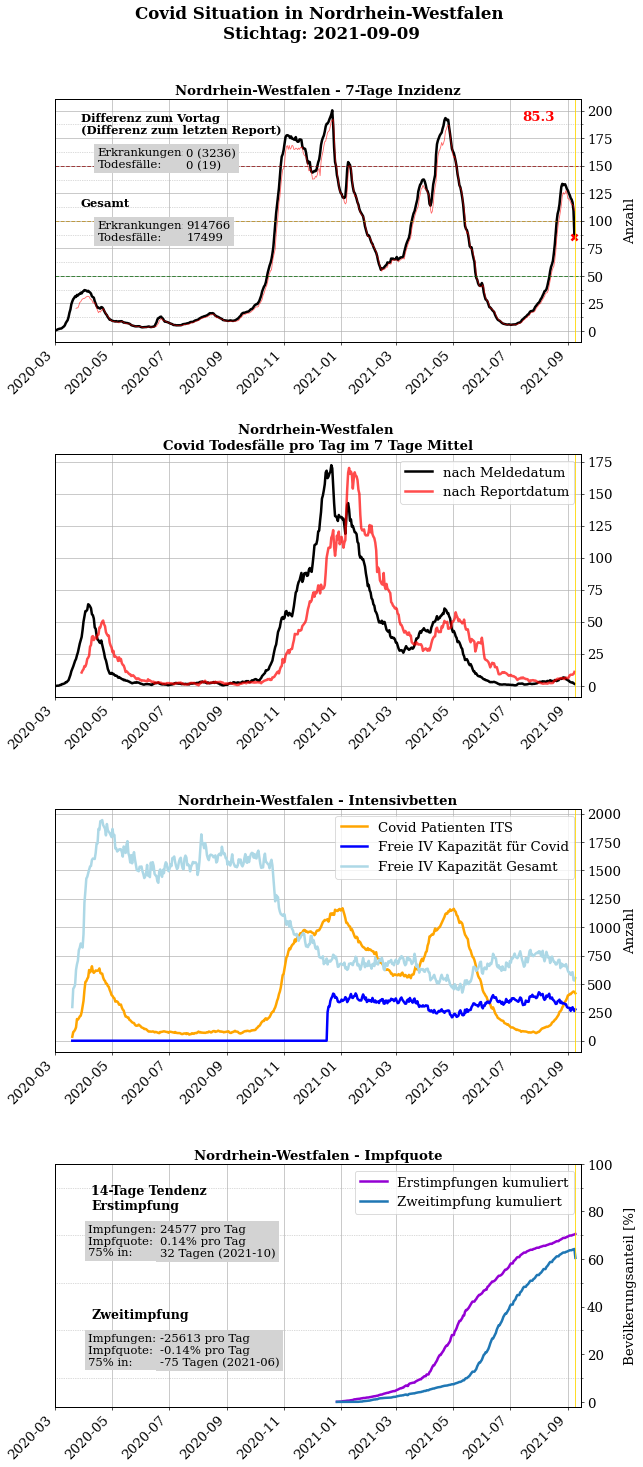 Covid Situation in Nordrhein-Westfalen
Stichtag: 2021-09-09
Nordrhein-Westfalen - 7-Tage Inzidenz
Differenz zum Vortag
(Differenz zum letzten Report)
Erkrankungen 0 (3236)
Todesfälle: 0 (19)
Gesamt
Erkrankungen 914766
Todesfälle: 17499
85.3
200
175
150
125
100
75
50
25
0
Anzahl
2020-03
2020-05
2020-07
2020-09
2020-11
2021-01
2021-03
2021-05
2021-07
2021-09
Nordrhein-Westfalen
Covid Todesfälle pro Tag im 7 Tage Mittel
nach Meldedatum
nach Reportdatum
175
150
125
100
75
50
25
0
2020-03
2020-05
2020-07
2020-09
2020-11
2021-01
2021-03
2021-05
2021-07
2021-09
Nordrhein-Westfalen - Intensivbetten
Covid Patienten ITS
Freie IV Kapazität für Covid
Freie IV Kapazität Gesamt
2000
1750
1500
1250
1000
750
500
250
0
Anzahl
2020-03
2020-05
2020-07
2020-09
2020-11
2021-01
2021-03
2021-05
2021-07
2021-09
Nordrhein-Westfalen - Impfquote
14-Tage Tendenz
Erstimpfung
Impfungen: 24577 pro Tag
Impfquote: 0.14% pro Tag
75% in: 32 Tagen (2021-10)
Zweitimpfung
Impfungen: -25613 pro Tag
Impfquote: -0.14% pro Tag
75% in: -75 Tagen (2021-06)
Erstimpfungen kumuliert
Zweitimpfung kumuliert
100
80
60
40
20
0
Bevölkerungsanteil [%]
2020-03
2020-05
2020-07
2020-09
2020-11
2021-01
2021-03
2021-05
2021-07
2021-09